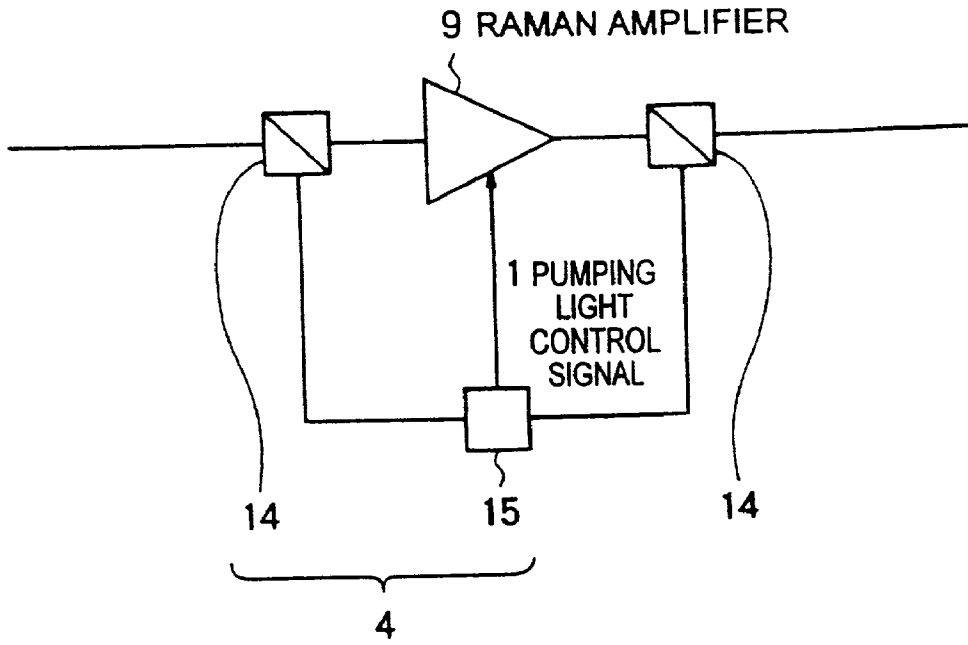 9 RAMAN AMPLIFIER
1 PUMPING
LIGHT
CONTROL
SIGNAL
14
15
14
4